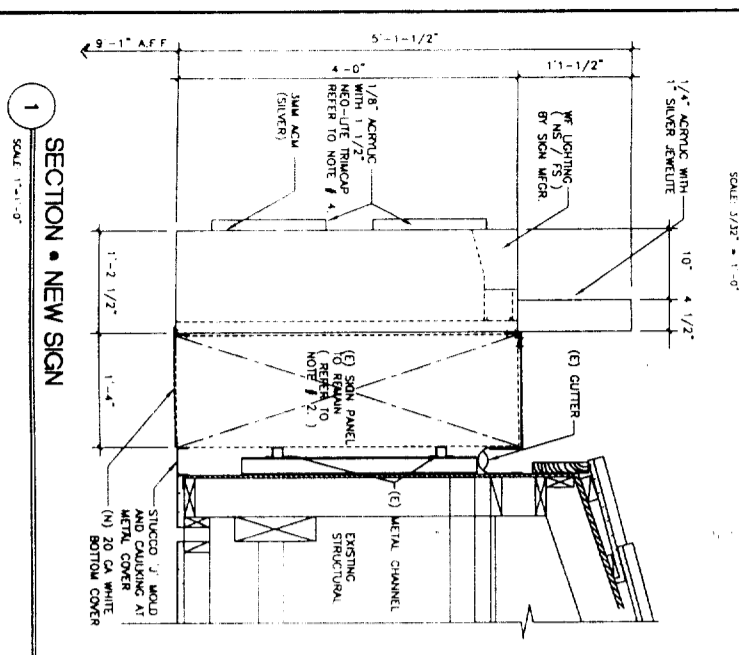 SCALE: 3/32" = 1'-0"
1/4" ACRYLIC WITH
1" SILVER JEWELITE
WF LIGHTING
( NS / FS )
BY SIGN MFGR.
1/8" ACRYLIC
WITH 1 1/2"
NEO-LITE TRIMCAP
REFER TO NOTE # 4.
3MM ACM
(SILVER)
5'-1-1/2"
1'1-1/2"
4'-0"
9'-1" A.F.F.
10"
4 1/2"
1'-2 1/2"
1'-4"
(E) GUTTER
(E) SIGN PANEL
TO REMAIN
( REFER TO
NOTE # 2. )
(E) METAL CHANNEL
EXISTING
STRUCTURAL
STUCCO 'J' MOLD
AND CAULKING AT
METAL COVER
(N) 20 GA WHITE
BOTTOM COVER
1
SECTION • NEW SIGN
SCALE: 1"=1'-0"